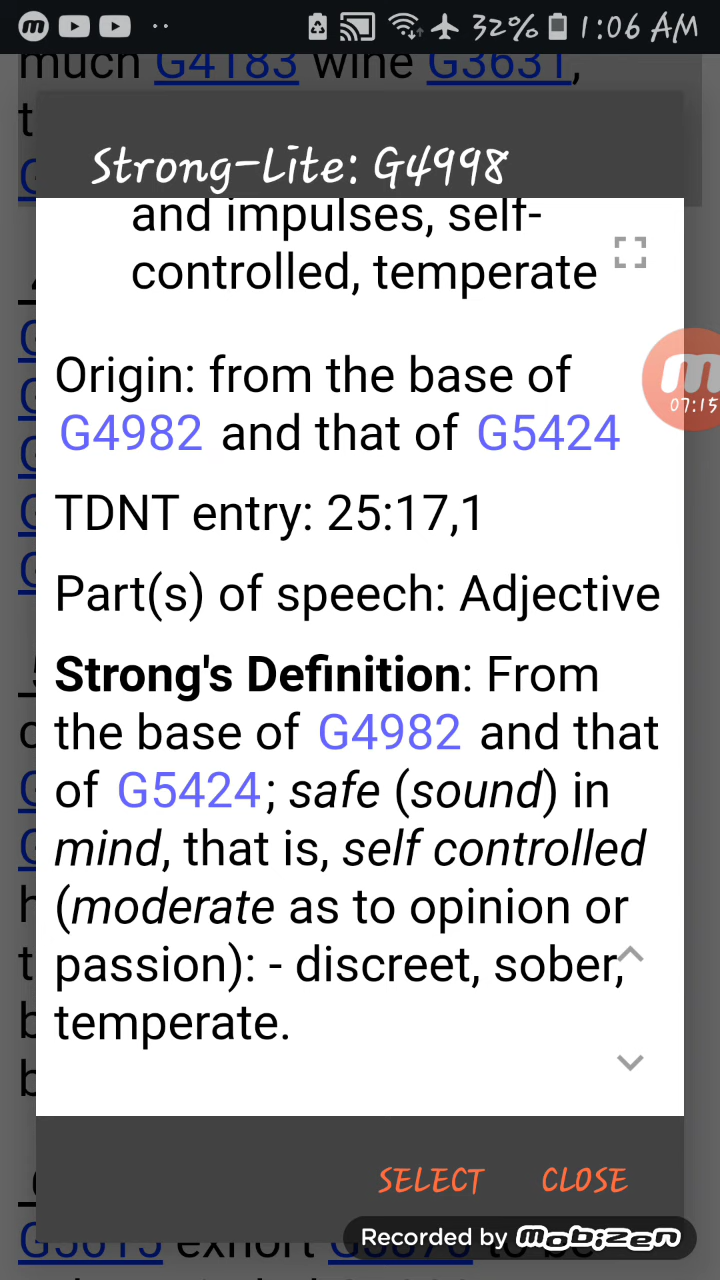 32% 1:06 AM
much G4183 wine G3631,
Strong-Lite: G4998
and impulses, self-
controlled, temperate
Origin: from the base of
G4982 and that of G5424
07:15
TDNT entry: 25:17,1
Part(s) of speech: Adjective
Strong's Definition: From
the base of G4982 and that
of G5424; safe (sound) in
mind, that is, self controlled
(moderate as to opinion or
passion): - discreet, sober,
temperate.
SELECT CLOSE
Recorded by mobizen
exhort